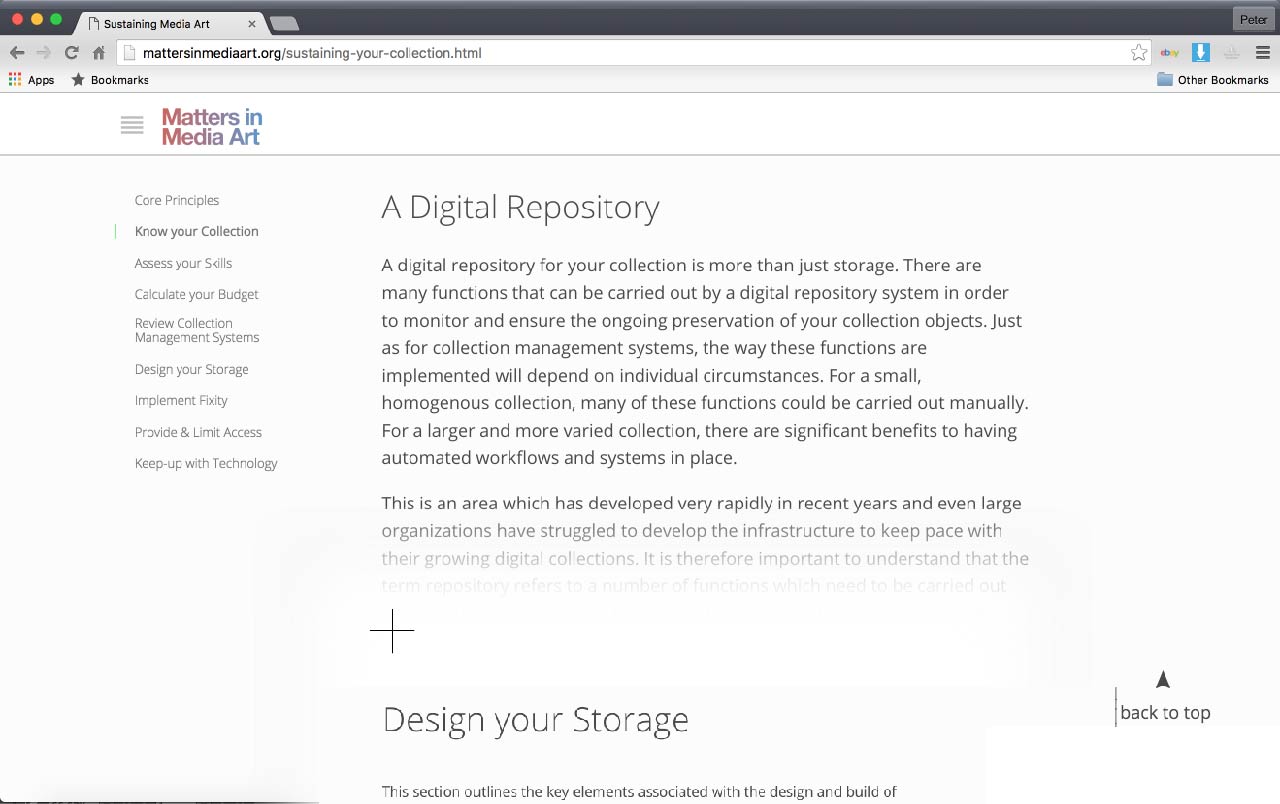 Sustaining Media Art
Peter
mattersinmediaart.org/sustaining-your-collection.html
ebay
Apps
Bookmarks
Other Bookmarks
Matters in
Media Art
Core Principles
Know your Collection
Assess your Skills
Calculate your Budget
Review Collection
Management Systems
Design your Storage
Implement Fixity
Provide & Limit Access
Keep-up with Technology
A Digital Repository
A digital repository for your collection is more than just storage. There are
many functions that can be carried out by a digital repository system in order
to monitor and ensure the ongoing preservation of your collection objects. Just
as for collection management systems, the way these functions are
implemented will depend on individual circumstances. For a small,
homogenous collection, many of these functions could be carried out manually.
For a larger and more varied collection, there are significant benefits to having
automated workflows and systems in place.
This is an area which has developed very rapidly in recent years and even large
organizations have struggled to develop the infrastructure to keep pace with
their growing digital collections. It is therefore important to understand that the
term repository refers to a number of functions which need to be carried out
Design your Storage
back to top
This section outlines the key elements associated with the design and build of